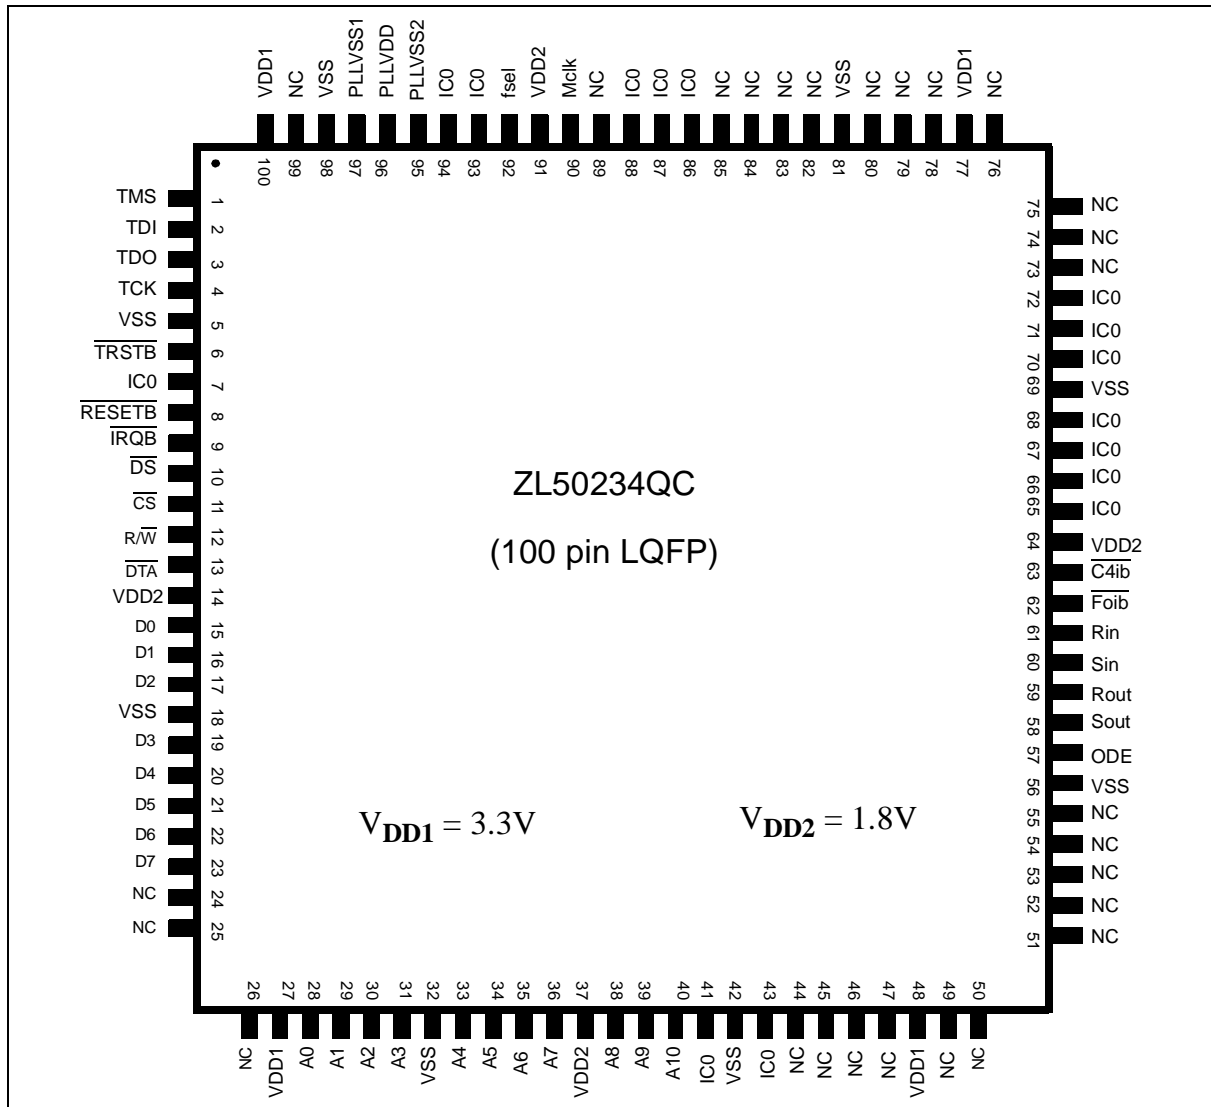 VDD1 NC VSS PLLVSS1 PLLVDD PLLVSS2 IC0 IC0 fsel VDD2 Mclk NC IC0 IC0 IC0 NC NC NC NC VSS NC NC NC VDD1 NC
100 99 98 97 96 95 94 93 92 91 90 89 88 87 86 85 84 83 82 81 80 79 78 77 76
TMS 1
TDI 2
TDO 3
TCK 4
VSS 5
TRSTB 6
IC0 7
RESETB 8
IRQB 9
DS 10
CS 11
R/W 12
DTA 13
VDD2 14
D0 15
D1 16
D2 17
VSS 18
D3 19
D4 20
D5 21
D6 22
D7 23
NC 24
NC 25
ZL50234QC
(100 pin LQFP)
VDD1 = 3.3V
VDD2 = 1.8V
75 NC
74 NC
73 NC
72 IC0
71 IC0
70 IC0
69 VSS
68 IC0
67 IC0
66 IC0
65 IC0
64 VDD2
63 C4ib
62 Foib
61 Rin
60 Sin
59 Rout
58 Sout
57 ODE
56 VSS
55 NC
54 NC
53 NC
52 NC
51 NC
26 27 28 29 30 31 32 33 34 35 36 37 38 39 40 41 42 43 44 45 46 47 48 49 50
NC VDD1 A0 A1 A2 A3 VSS A4 A5 A6 A7 VDD2 A8 A9 A10 IC0 VSS IC0 NC NC NC NC VDD1 NC NC